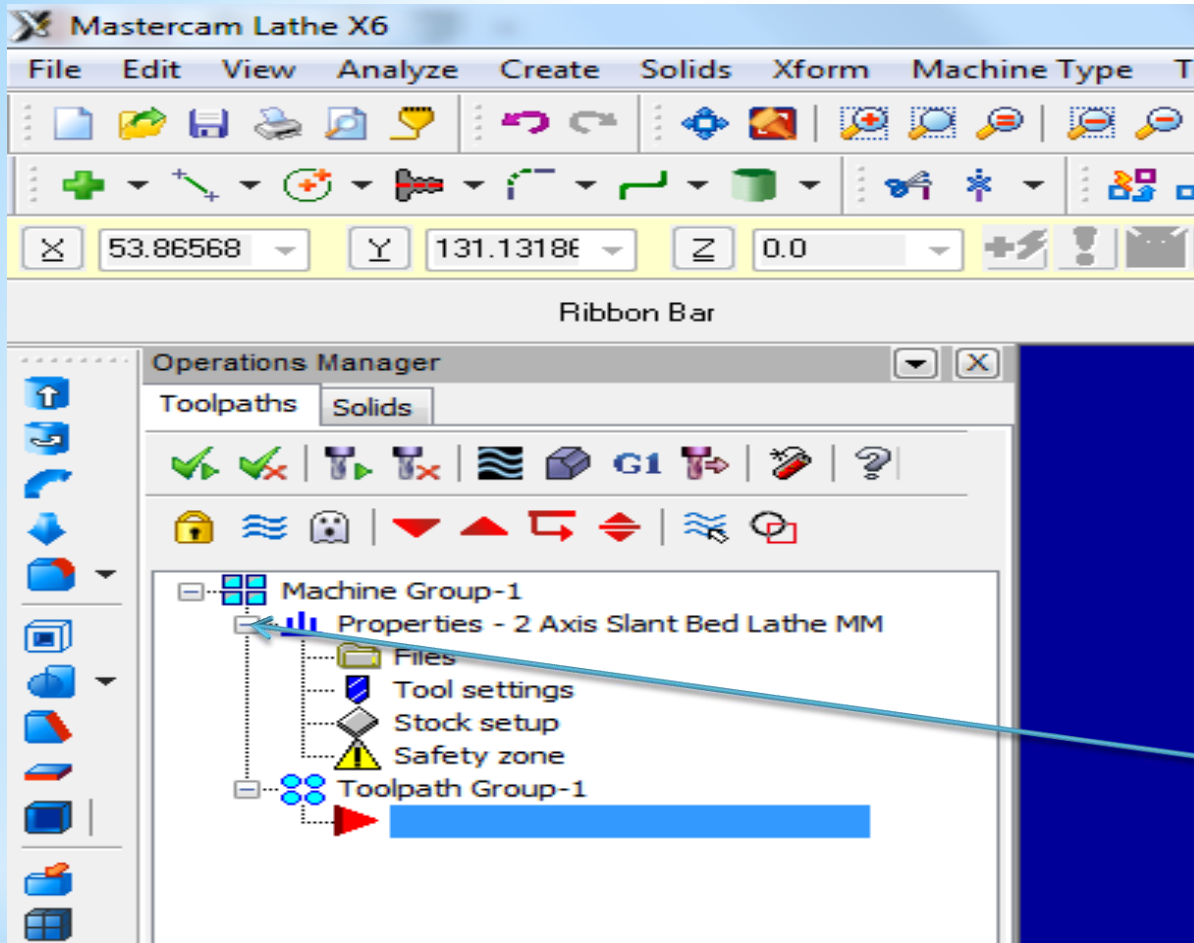 Mastercam Lathe X6
File Edit View Analyze Create Solids Xform Machine Type T
X 53.86568 Y 131.13186 Z 0.0
Ribbon Bar
Operations Manager
Toolpaths Solids
G1
Machine Group-1
Properties - 2 Axis Slant Bed Lathe MM
Files
Tool settings
Stock setup
Safety zone
Toolpath Group-1